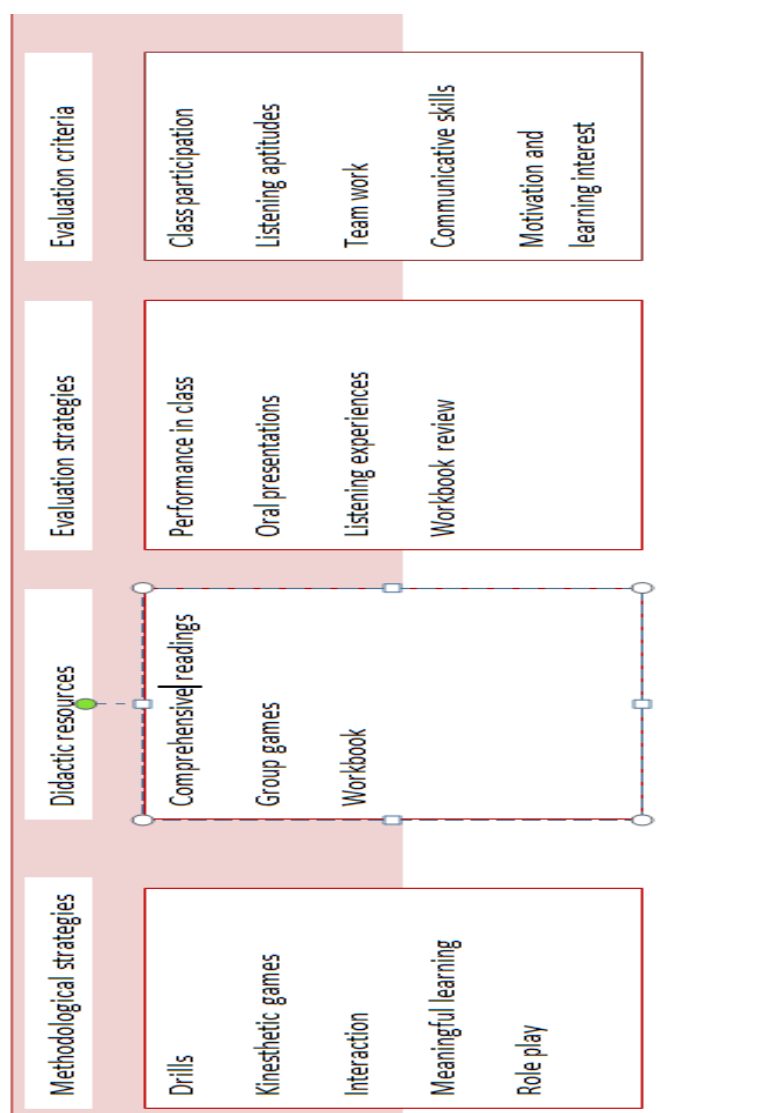 Methodological strategies
Drills
Kinesthetic games
Interaction
Meaningful learning
Role play
Didactic resources
Comprehensive readings
Group games
Workbook
Evaluation strategies
Performance in class
Oral presentations
Listening experiences
Workbook review
Evaluation criteria
Class participation
Listening aptitudes
Team work
Communicative skills
Motivation and
learning interest